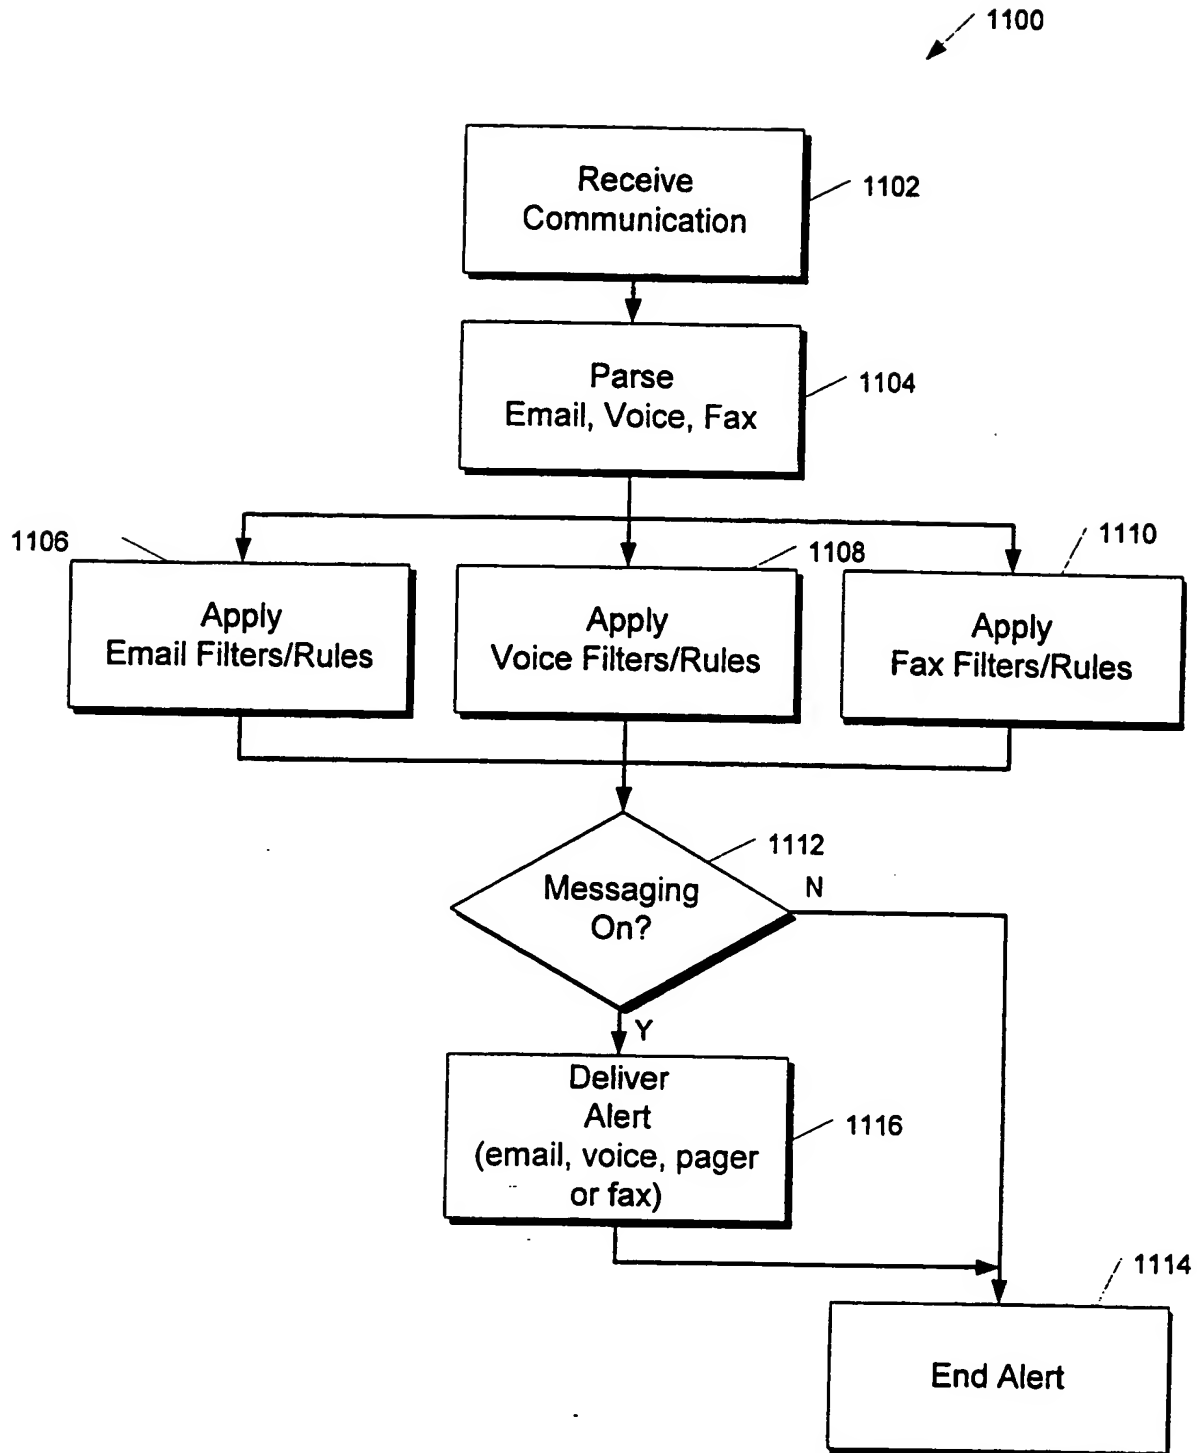 1100
Receive
Communication
1102
Parse
Email, Voice, Fax
1104
1106
1108
1110
Apply
Email Filters/Rules
Apply
Voice Filters/Rules
Apply
Fax Filters/Rules
1112
Messaging
On?
N
Y
Deliver
Alert
(email, voice, pager
or fax)
1116
1114
End Alert